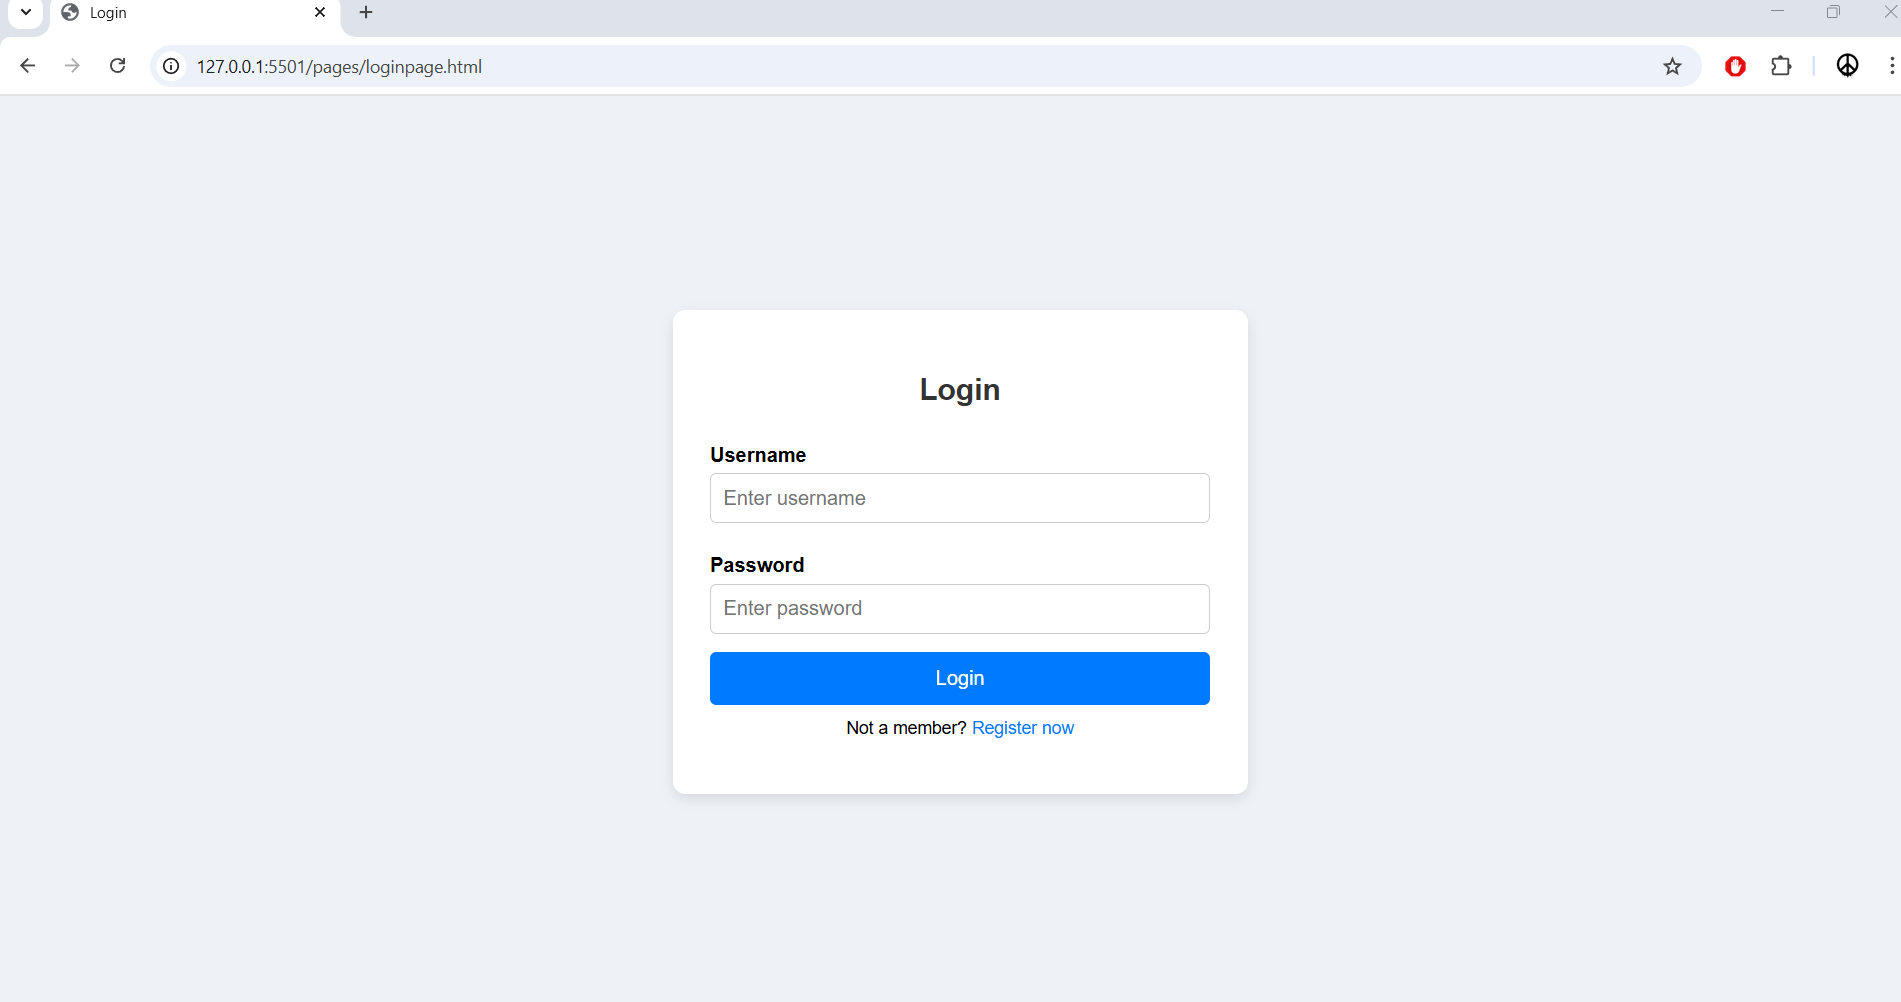 Login
127.0.0.1:5501/pages/loginpage.html
Login
Username
Enter username
Password
Enter password
Login
Not a member? Register now